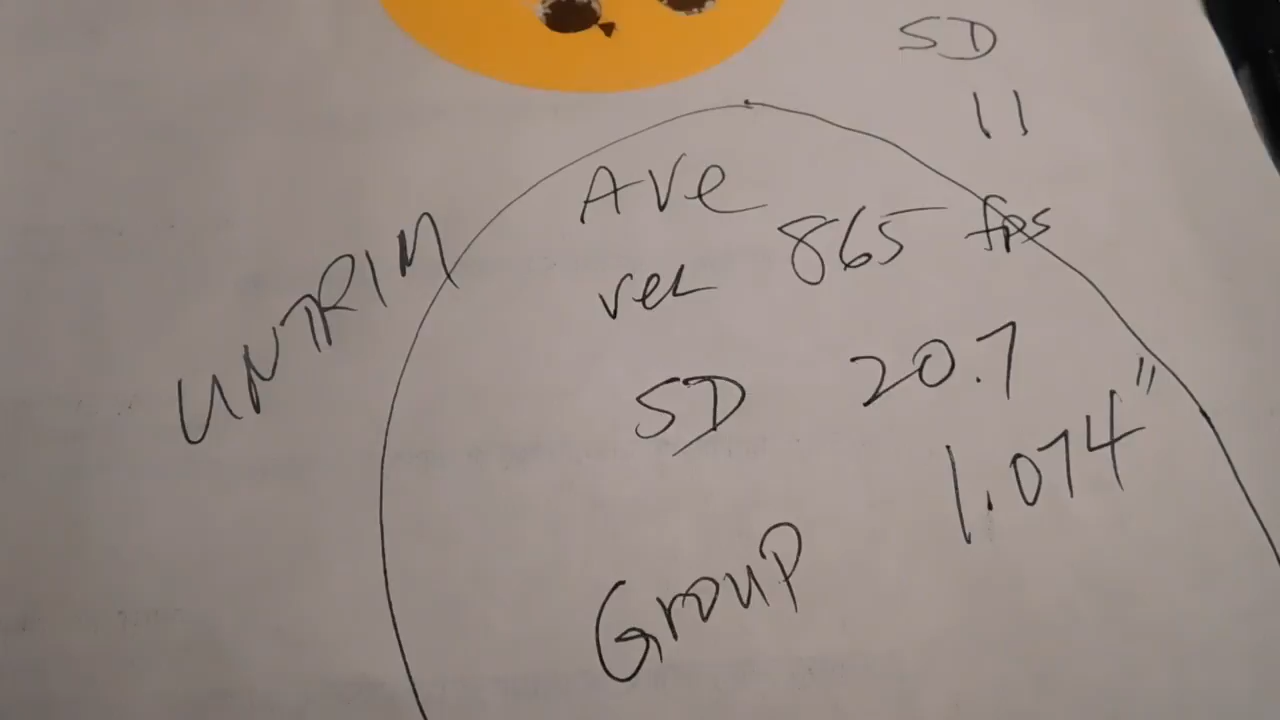 SD
11
UNTRIM
Ave
vel 865 fps
SD 20.7
Group 1.074"